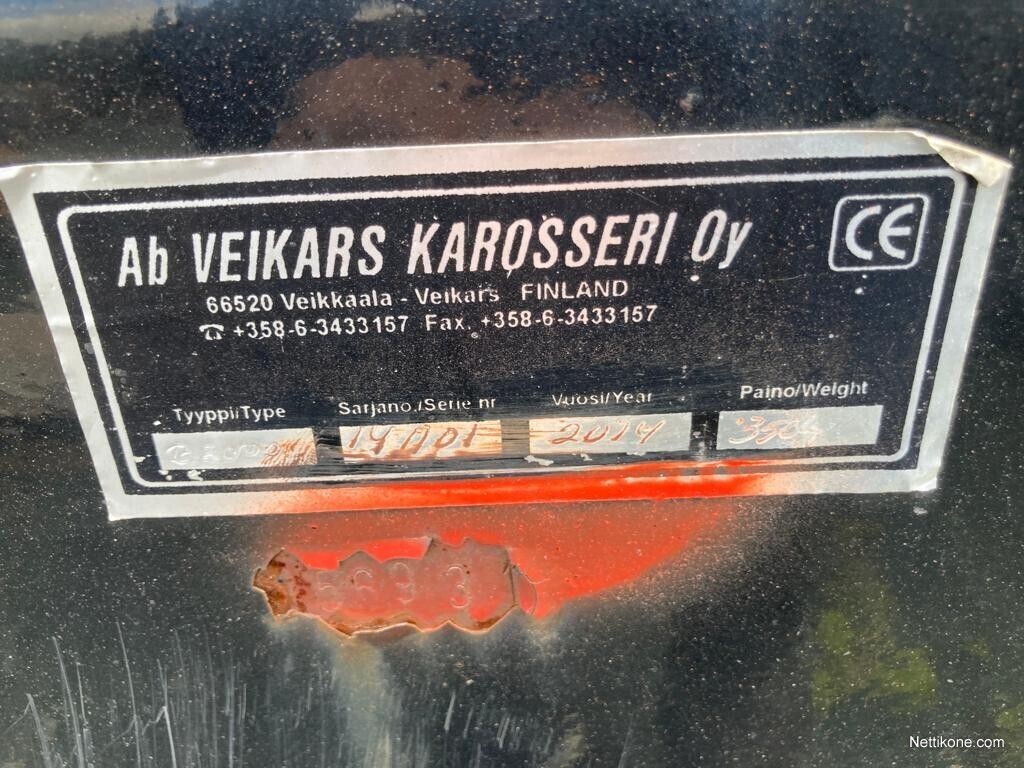 Ab VEIKARS KAROSSERI Oy CE
66520 Veikkaala - Veikars FINLAND
☎ +358-6-3433157 Fax. +358-6-3433157
Tyyppi/Type Sarjano./Serie nr Vuosi/Year Paino/Weight
2014
Nettikone.com